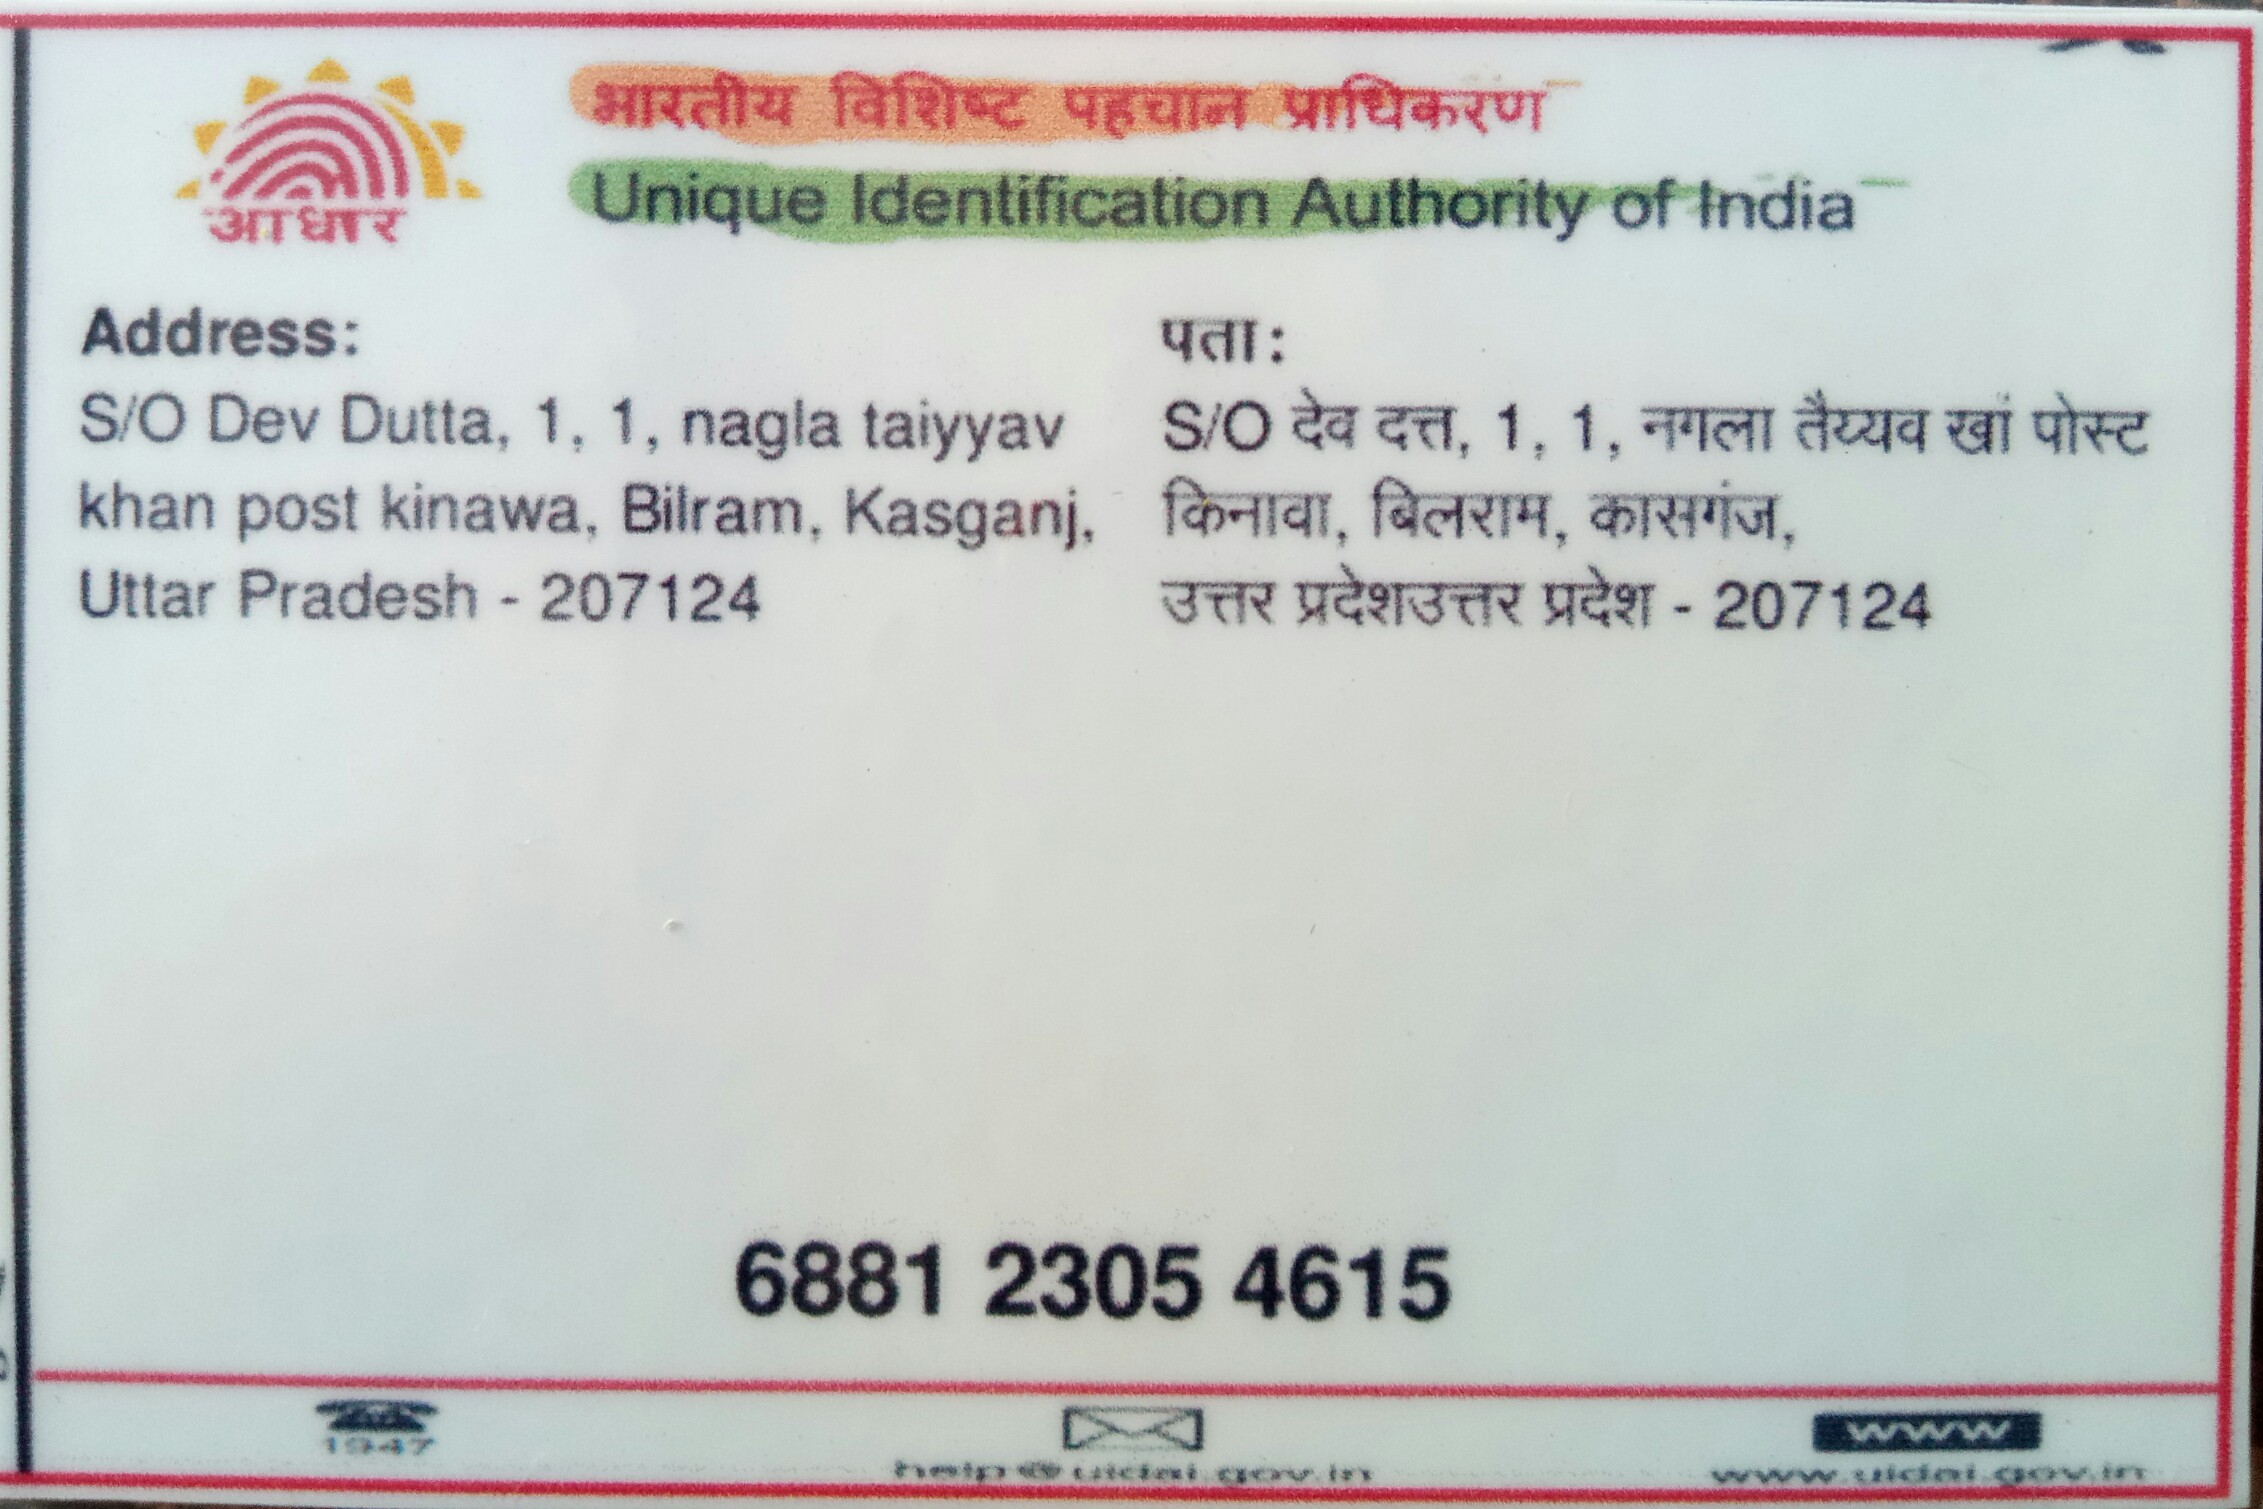 आधार
भारतीय विशिष्ट पहचान प्राधिकरण
Unique Identification Authority of India
Address:
S/O Dev Dutta, 1, 1, nagla taiyyav
khan post kinawa, Bilram, Kasganj,
Uttar Pradesh - 207124
पता:
S/O देव दत्त, 1, 1, नगला तैय्यव खां पोस्ट
किनावा, बिलराम, कासगंज,
उत्तर प्रदेशउत्तर प्रदेश - 207124
6881 2305 4615
1947
help@uidai.gov.in
www
www.uidai.gov.in